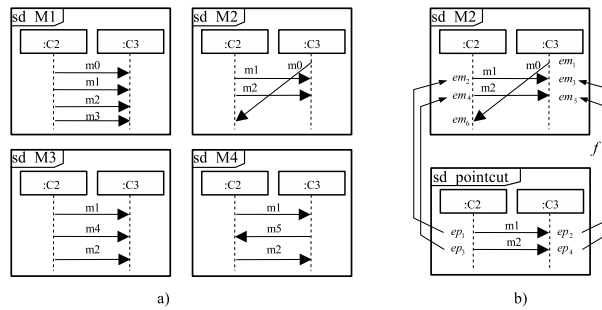 sd M1
:C2 :C3
m0
m1
m2
m3
sd M2
:C2 :C3
m0
m1
m2
sd M3
:C2 :C3
m1
m4
m2
sd M4
:C2 :C3
m1
m5
m2
a)
sd M2
:C2 :C3
m0 em1
em2 m1 em3
em4 m2 em5
em6
f
sd pointcut
:C2 :C3
ep1 m1 ep2
ep3 m2 ep4
b)